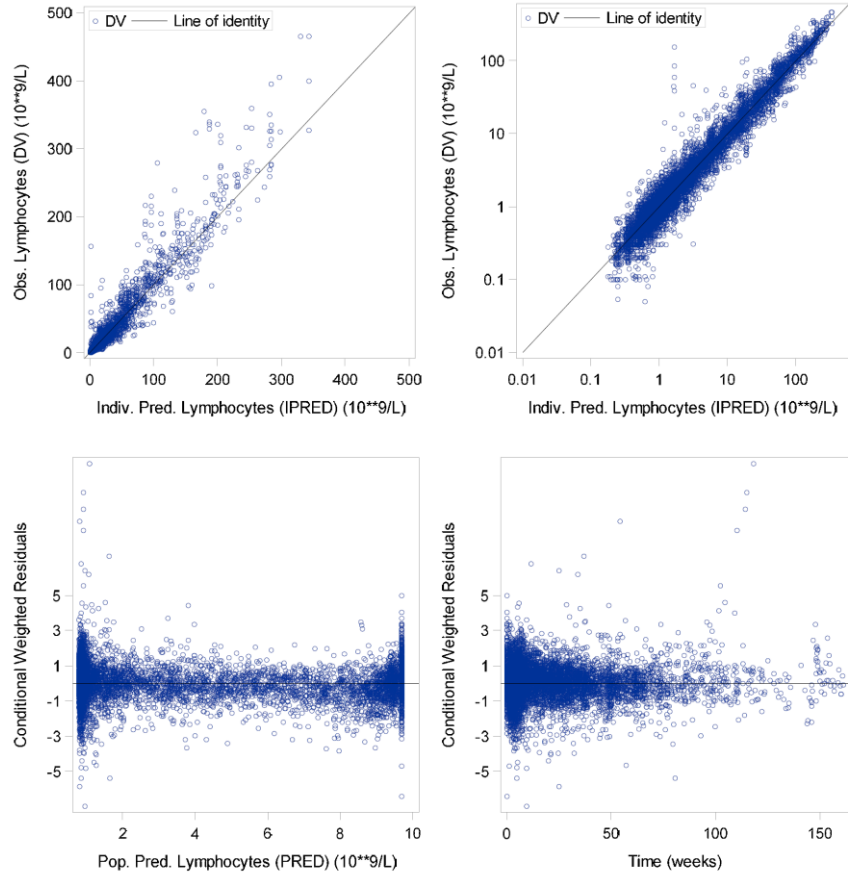 DV Line of identity
500
400
300
200
100
0
0 100 200 300 400 500
Obs. Lymphocytes (DV) (10**9/L)
Indiv. Pred. Lymphocytes (IPRED) (10**9/L)
DV Line of identity
100
10
1
0.1
0.01
0.01 0.1 1 10 100
Obs. Lymphocytes (DV) (10**9/L)
Indiv. Pred. Lymphocytes (IPRED) (10**9/L)
5
3
1
-1
-3
-5
2 4 6 8 10
Conditional Weighted Residuals
Pop. Pred. Lymphocytes (PRED) (10**9/L)
5
3
1
-1
-3
-5
0 50 100 150
Conditional Weighted Residuals
Time (weeks)